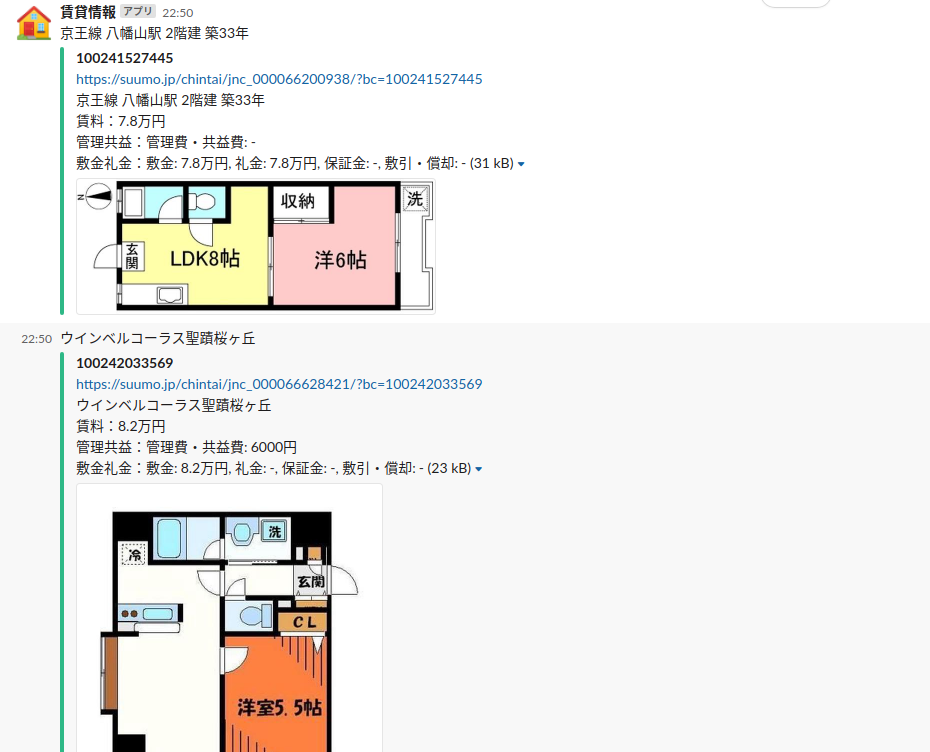 賃貸情報 アプリ 22:50
京王線 八幡山駅 2階建 築33年
100241527445
https://suumo.jp/chintai/jnc_000066200938/?bc=100241527445
京王線 八幡山駅 2階建 築33年
賃料：7.8万円
管理共益：管理費・共益費: -
敷金礼金：敷金: 7.8万円, 礼金: 7.8万円, 保証金: -, 敷引・償却: - (31 kB)
N
収納
洗
玄関
LDK8帖
洋6帖
22:50 ウインベルコーラス聖蹟桜ヶ丘
100242033569
https://suumo.jp/chintai/jnc_000066628421/?bc=100242033569
ウインベルコーラス聖蹟桜ヶ丘
賃料：8.2万円
管理共益：管理費・共益費: 6000円
敷金礼金：敷金: 8.2万円, 礼金: -, 保証金: -, 敷引・償却: - (23 kB)
洗
冷
玄関
CL
洋室5.5帖